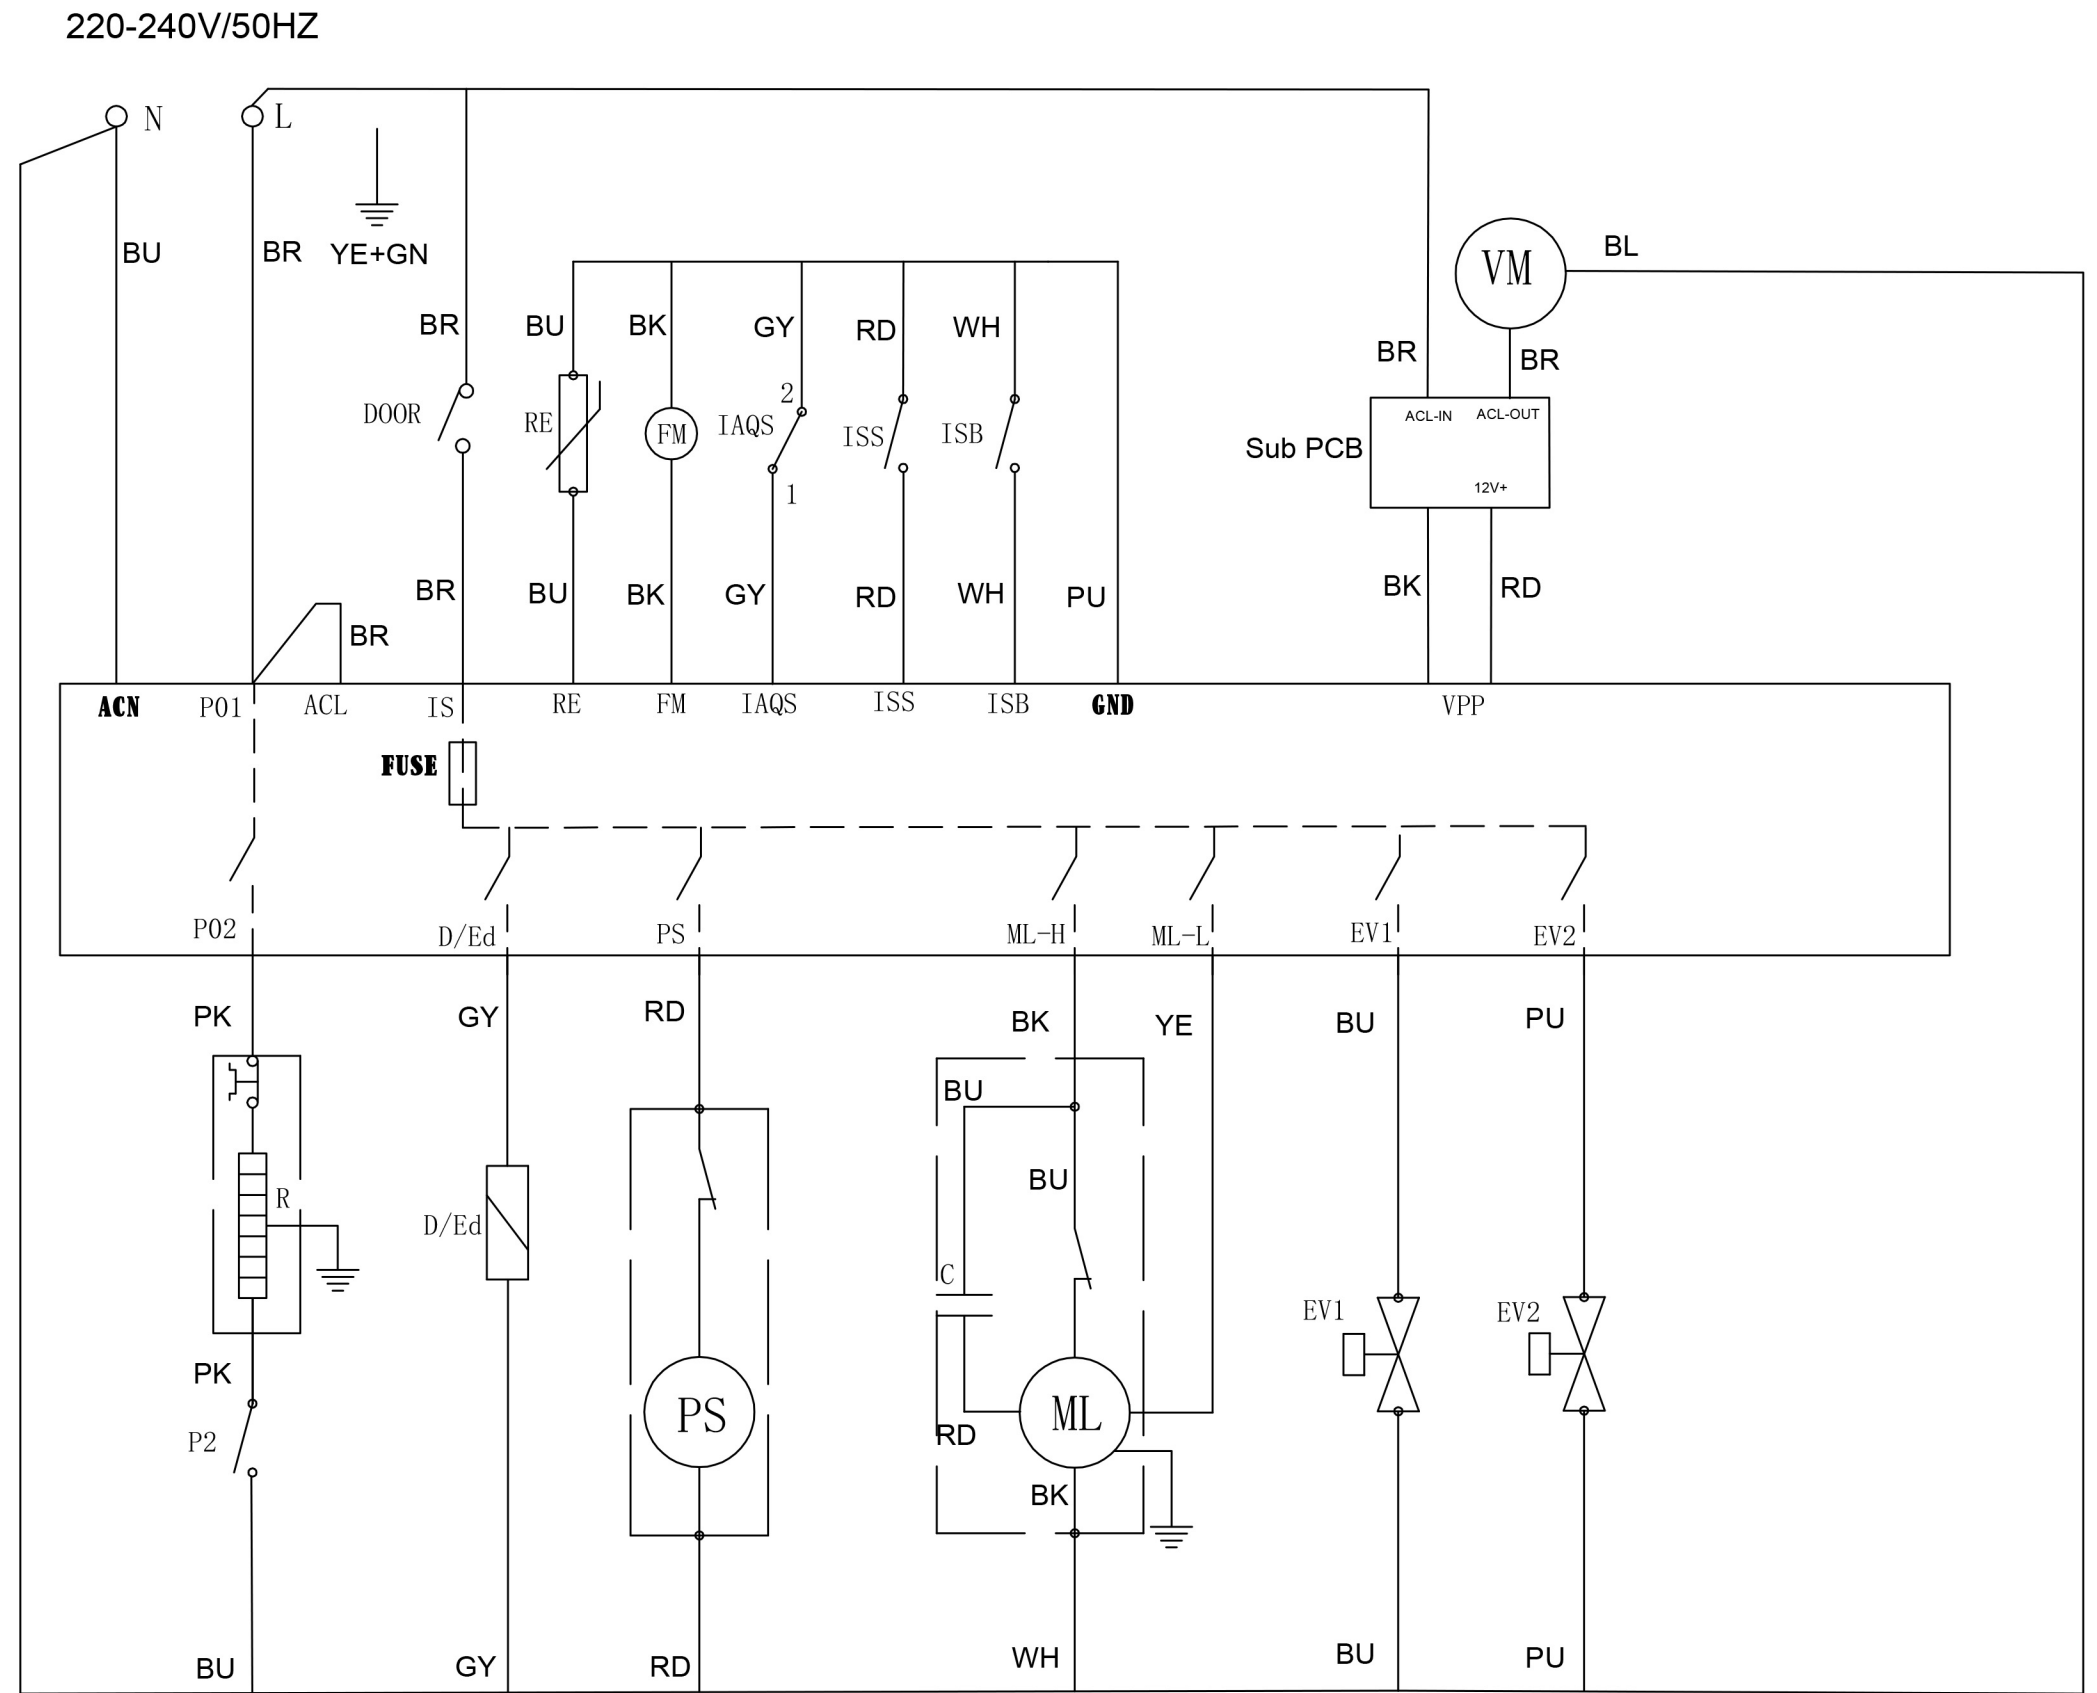 220-240V/50HZ
N
L
BU
BR
YE+GN
BL
VM
BR
BU
BK
GY
RD
WH
BR
BR
DOOR
RE
FM
IAQS
2
1
ISS
ISB
ACL-IN
ACL-OUT
Sub PCB
12V+
BR
BR
BU
BK
GY
RD
WH
PU
BK
RD
ACN
P01
ACL
IS
RE
FM
IAQS
ISS
ISB
GND
VPP
FUSE
P02
D/Ed
PS
ML-H
ML-L
EV1
EV2
PK
GY
RD
BK
YE
BU
PU
BU
BU
R
D/Ed
C
EV1
EV2
PK
PS
ML
P2
RD
BK
BU
GY
RD
WH
BU
PU